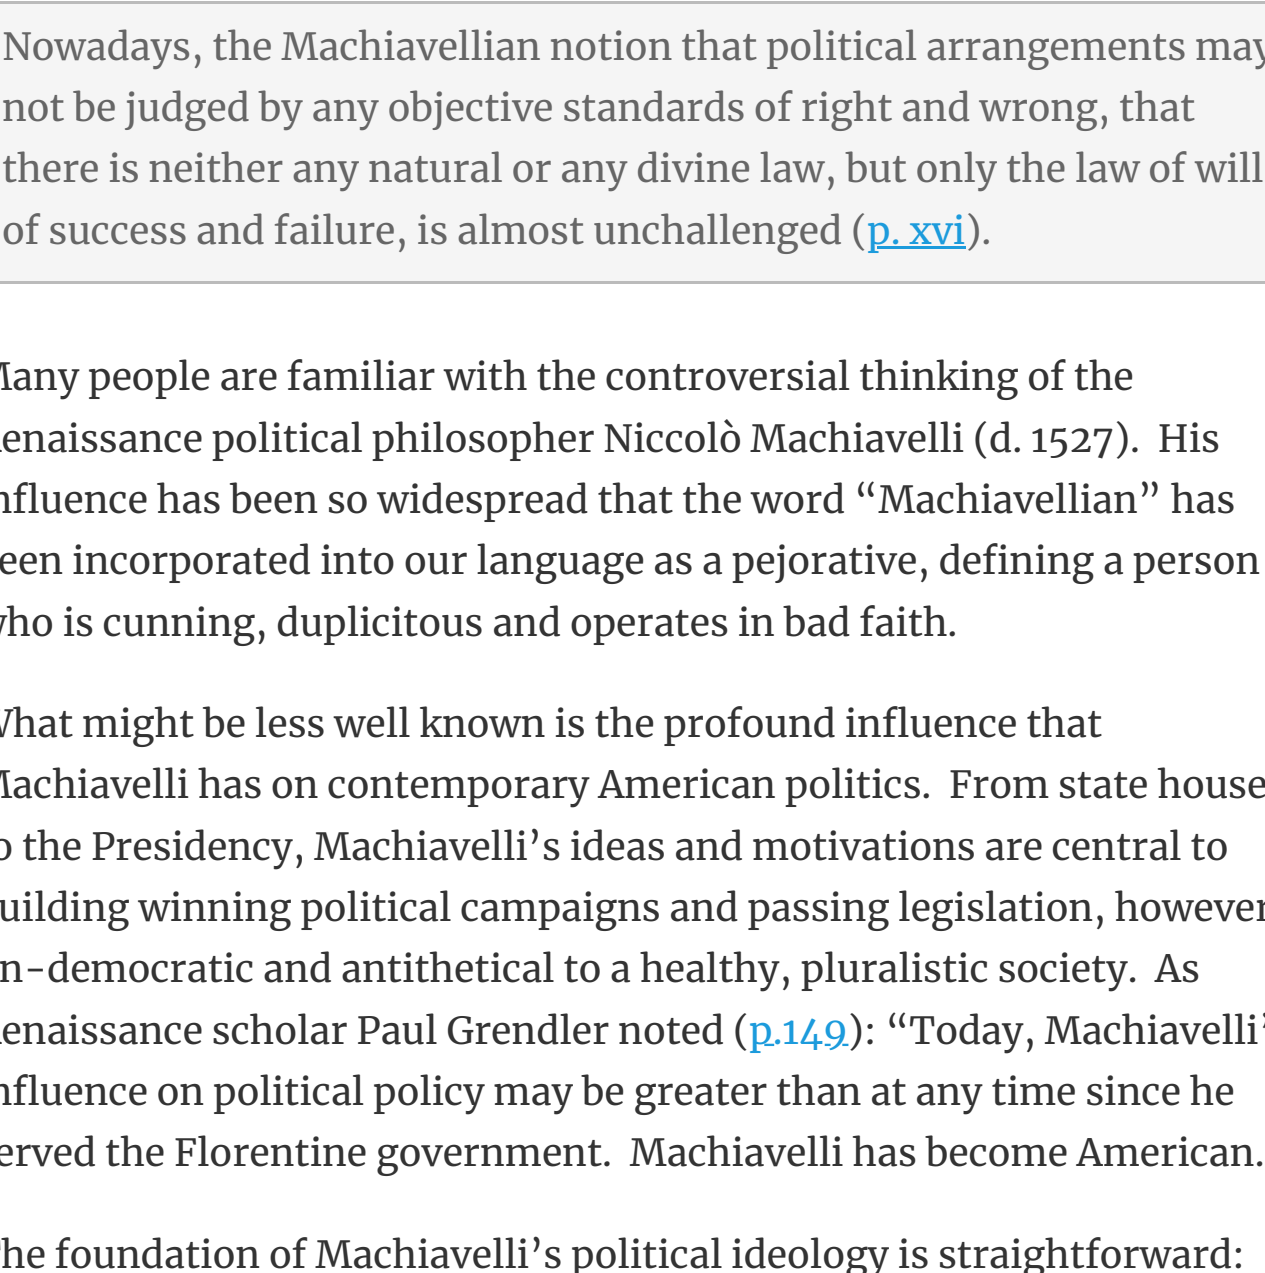 Nowadays, the Machiavellian notion that political arrangements may
not be judged by any objective standards of right and wrong, that
there is neither any natural or any divine law, but only the law of will
of success and failure, is almost unchallenged (p. xvi).
Many people are familiar with the controversial thinking of the
enaissance political philosopher Niccolò Machiavelli (d. 1527). His
nfluence has been so widespread that the word “Machiavellian” has
een incorporated into our language as a pejorative, defining a person
who is cunning, duplicitous and operates in bad faith.
What might be less well known is the profound influence that
Machiavelli has on contemporary American politics. From state house
o the Presidency, Machiavelli’s ideas and motivations are central to
uilding winning political campaigns and passing legislation, however
n-democratic and antithetical to a healthy, pluralistic society. As
enaissance scholar Paul Grendler noted (p.149): “Today, Machiavelli’
nfluence on political policy may be greater than at any time since he
erved the Florentine government. Machiavelli has become American.
he foundation of Machiavelli’s political ideology is straightforward: